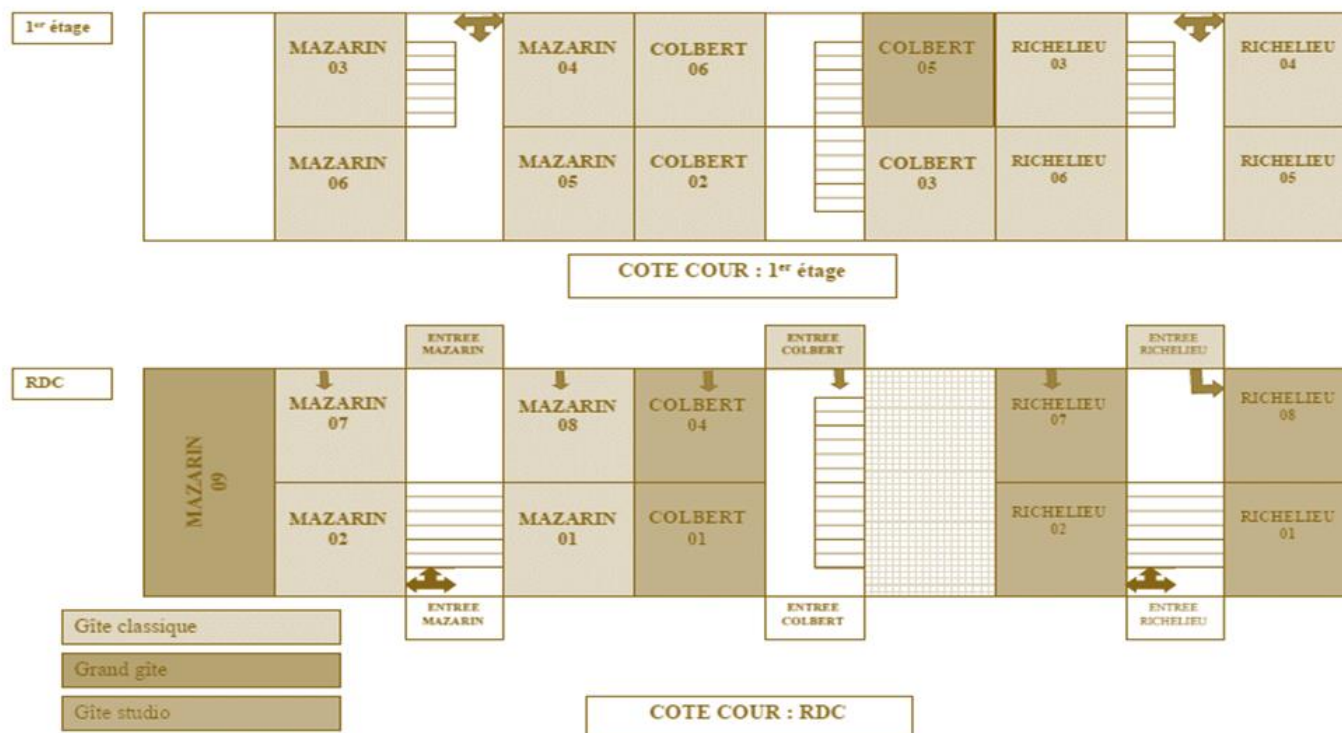 1er étage
MAZARIN
03
MAZARIN
04
COLBERT
06
COLBERT
05
RICHELIEU
03
RICHELIEU
04
MAZARIN
06
MAZARIN
05
COLBERT
02
COLBERT
03
RICHELIEU
06
RICHELIEU
05
COTE COUR : 1er étage
ENTREE
MAZARIN
ENTREE
COLBERT
ENTREE
RICHELIEU
RDC
MAZARIN
09
MAZARIN
07
MAZARIN
08
COLBERT
04
RICHELIEU
07
RICHELIEU
08
MAZARIN
02
MAZARIN
01
COLBERT
01
RICHELIEU
02
RICHELIEU
01
ENTREE
MAZARIN
ENTREE
COLBERT
ENTREE
RICHELIEU
Gîte classique
Grand gîte
Gîte studio
COTE COUR : RDC